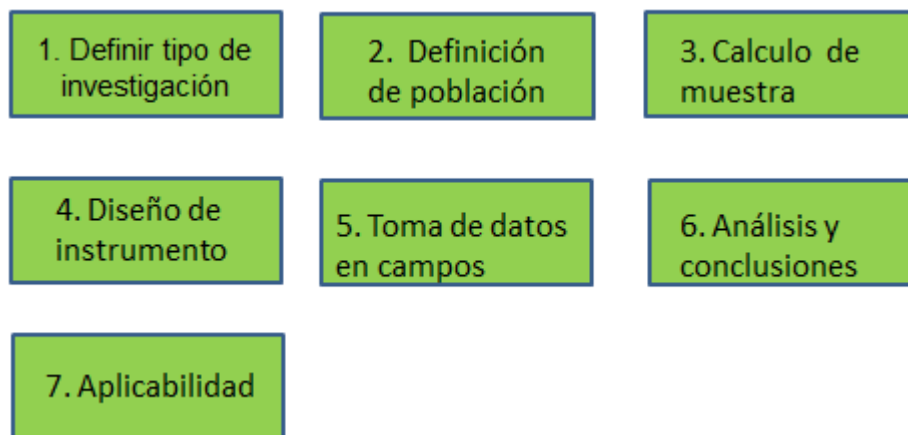 1. Definir tipo de
investigación
2. Definición
de población
3. Calculo de
muestra
4. Diseño de
instrumento
5. Toma de datos
en campos
6. Análisis y
conclusiones
7. Aplicabilidad